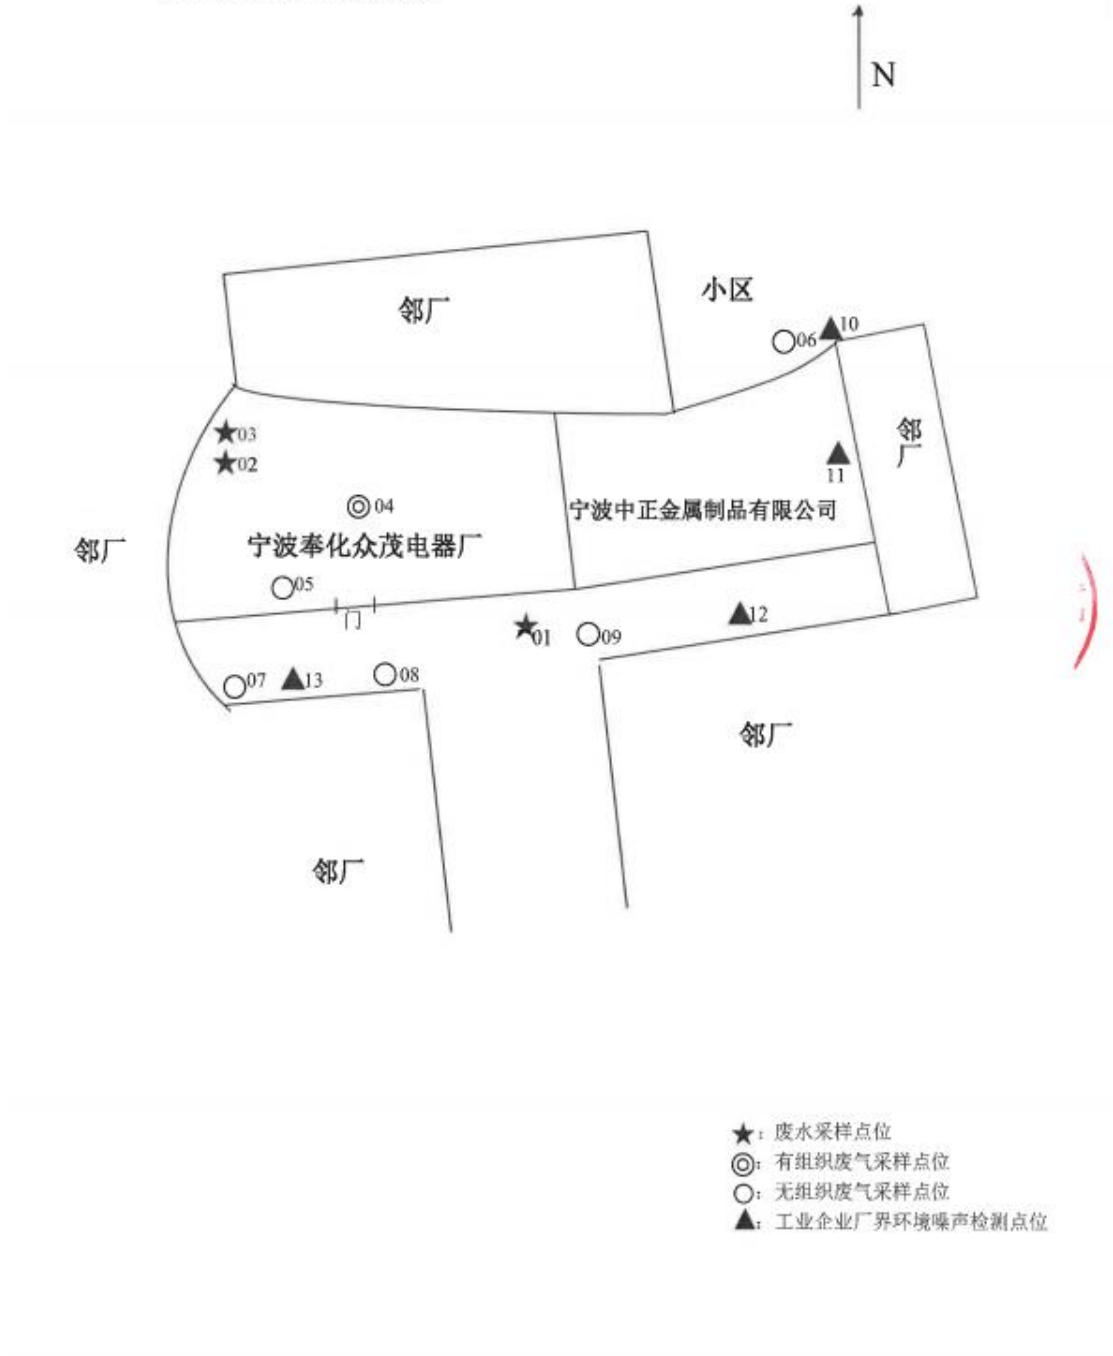 N
小区
邻厂
10
06
邻厂
03
02
11
04
宁波中正金属制品有限公司
宁波奉化众茂电器厂
邻厂
05
门
12
01
09
07
13
08
邻厂
邻厂
★：废水采样点位
◎：有组织废气采样点位
○：无组织废气采样点位
▲：工业企业厂界环境噪声检测点位